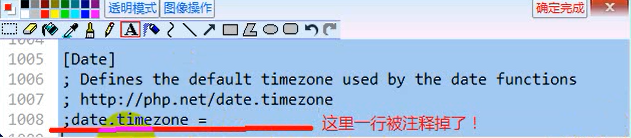 透明模式 图像操作 确定完成
A
1004
1005 [Date]
1006 ; Defines the default timezone used by the date functions
1007 ; http://php.net/date.timezone
1008 ;date.timezone = 这里一行被注释掉了！